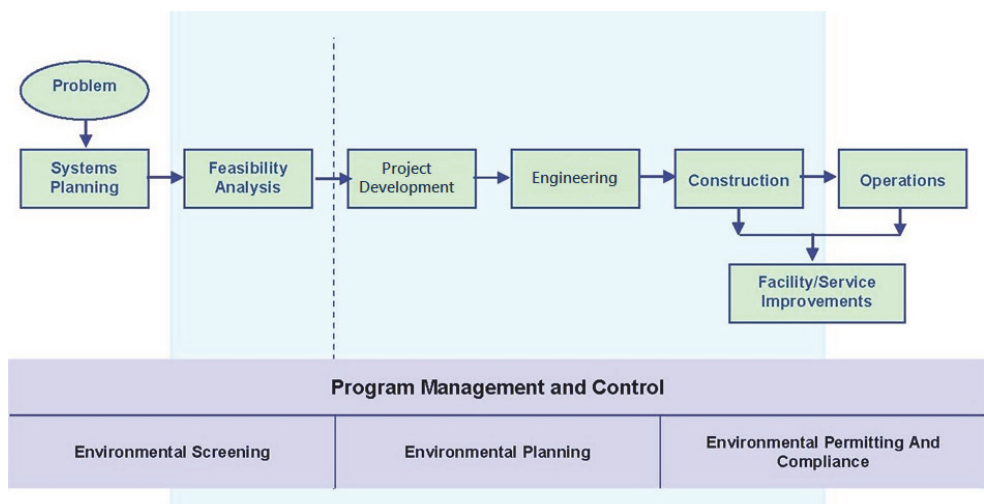 Problem
Systems
Planning
Feasibility
Analysis
Project
Development
Engineering
Construction
Operations
Facility/Service
Improvements
Program Management and Control
Environmental Screening
Environmental Planning
Environmental Permitting And
Compliance